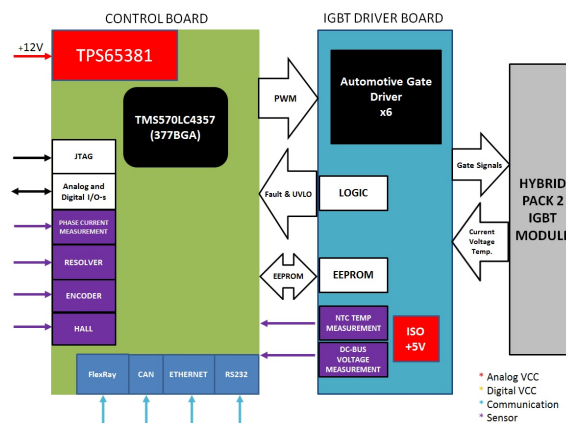 CONTROL BOARD
IGBT DRIVER BOARD
+12V
TPS65381
TMS570LC4357
(377BGA)
PWM
Automotive Gate
Driver
x6
JTAG
Analog and
Digital I/O-s
PHASE CURRENT
MEASUREMENT
RESOLVER
ENCODER
HALL
Fault & UVLO
LOGIC
Gate Signals
Current
Voltage
Temp.
HYBRID
PACK 2
IGBT
MODULE
EEPROM
EEPROM
NTC TEMP
MEASUREMENT
DC-BUS
VOLTAGE
MEASUREMENT
ISO
+5V
FlexRay
CAN
ETHERNET
RS232
* Analog VCC
* Digital VCC
* Communication
* Sensor